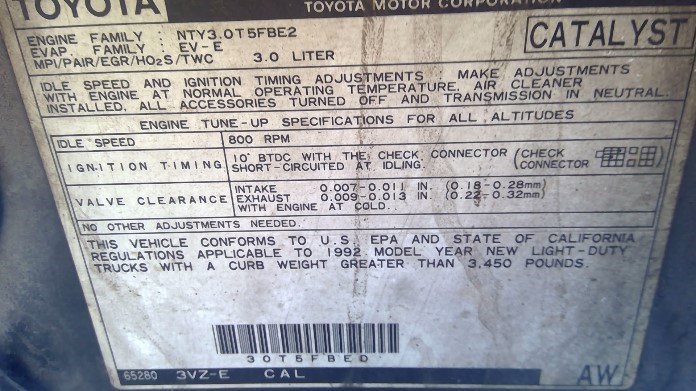 TOYOTA TOYOTA MOTOR CORPORATION
ENGINE FAMILY : NTY3.0T5FBE2
EVAP. FAMILY : EV-E
MPI/PAIR/EGR/HO2S/TWC 3.0 LITER
CATALYST
IDLE SPEED AND IGNITION TIMING ADJUSTMENTS : MAKE ADJUSTMENTS
WITH ENGINE AT NORMAL OPERATING TEMPERATURE, AIR CLEANER
INSTALLED, ALL ACCESSORIES TURNED OFF AND TRANSMISSION IN NEUTRAL.
ENGINE TUNE-UP SPECIFICATIONS FOR ALL ALTITUDES
IDLE SPEED 800 RPM
IGNITION TIMING 10° BTDC WITH THE CHECK CONNECTOR (CHECK
SHORT-CIRCUITED AT IDLING. CONNECTOR
VALVE CLEARANCE INTAKE 0.007-0.011 IN. (0.18-0.28mm)
EXHAUST 0.009-0.013 IN. (0.22-0.32mm)
WITH ENGINE AT COLD.
NO OTHER ADJUSTMENTS NEEDED.
THIS VEHICLE CONFORMS TO U.S. EPA AND STATE OF CALIFORNIA
REGULATIONS APPLICABLE TO 1992 MODEL YEAR NEW LIGHT-DUTY
TRUCKS WITH A CURB WEIGHT GREATER THAN 3,450 POUNDS.
30T5FBED
65280 3VZ-E CAL AW